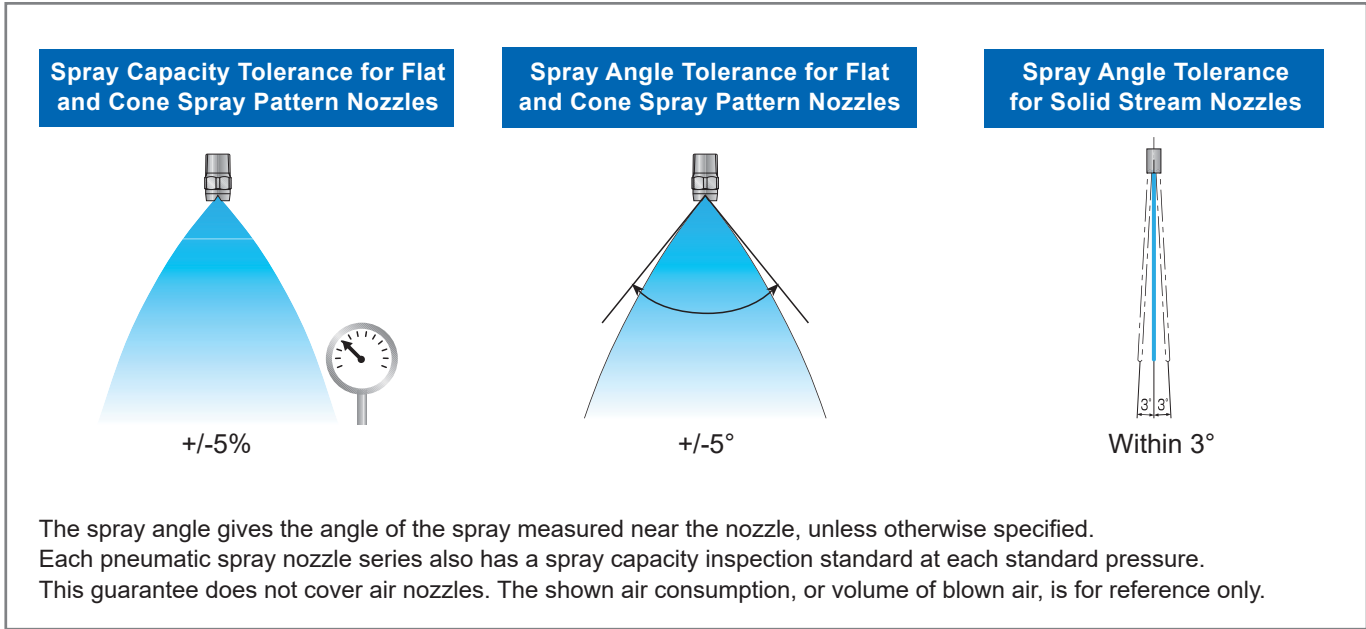 Spray Capacity Tolerance for Flat
and Cone Spray Pattern Nozzles
Spray Angle Tolerance for Flat
and Cone Spray Pattern Nozzles
Spray Angle Tolerance
for Solid Stream Nozzles
3° 3°
+/-5%
+/-5°
Within 3°
The spray angle gives the angle of the spray measured near the nozzle, unless otherwise specified.
Each pneumatic spray nozzle series also has a spray capacity inspection standard at each standard pressure.
This guarantee does not cover air nozzles. The shown air consumption, or volume of blown air, is for reference only.